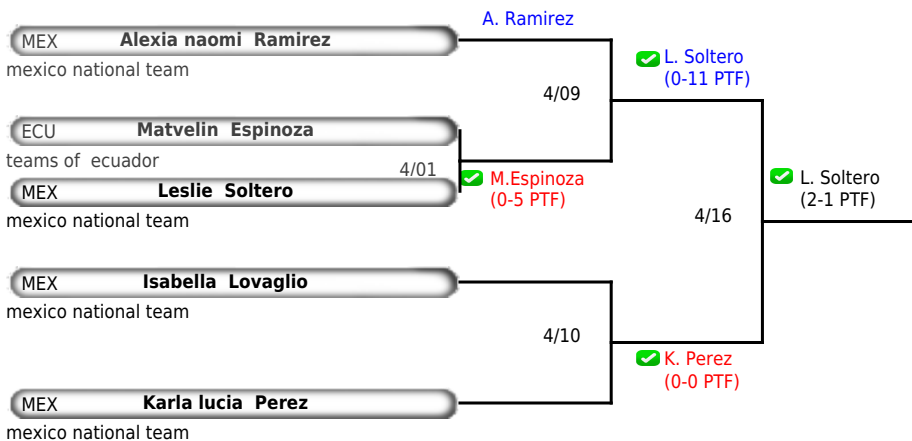 A. Ramirez
MEX Alexia naomi Ramirez
mexico national team
L. Soltero
(0-11 PTF)
4/09
ECU Matvelin Espinoza
teams of ecuador
4/01
M.Espinoza
(0-5 PTF)
L. Soltero
(2-1 PTF)
MEX Leslie Soltero
mexico national team
4/16
MEX Isabella Lovaglio
mexico national team
4/10
K. Perez
(0-0 PTF)
MEX Karla lucia Perez
mexico national team